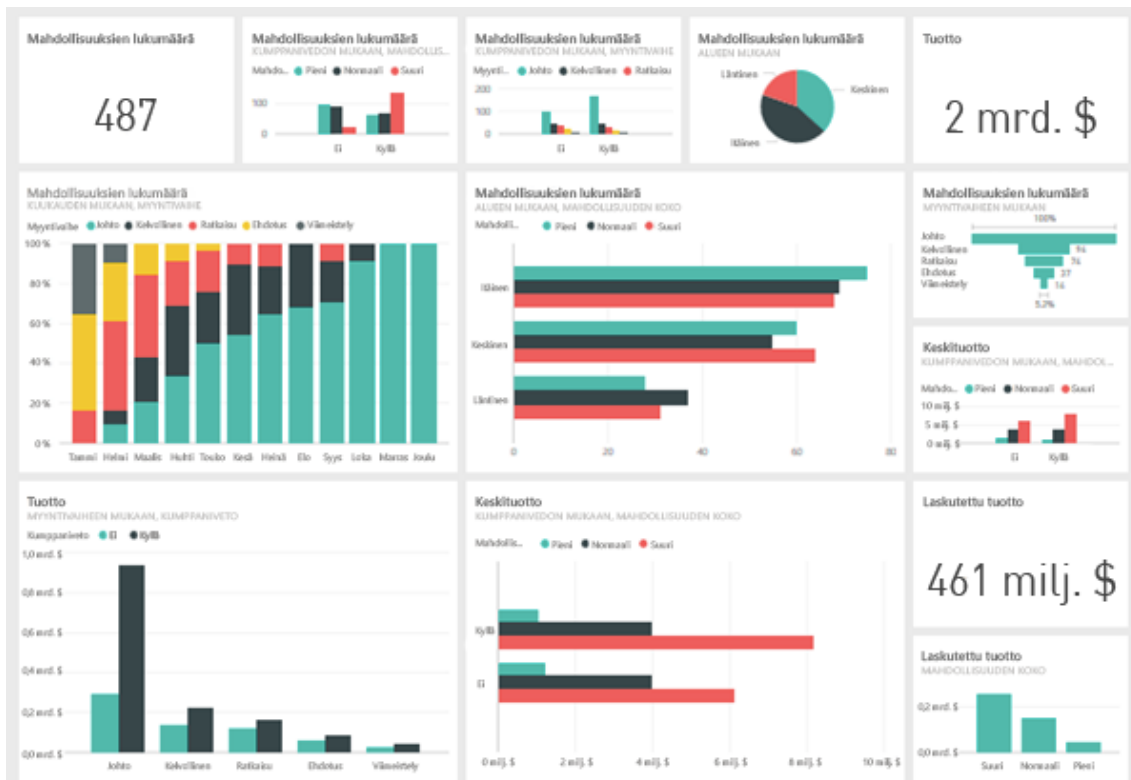 Mahdollisuuksien lukumäärä
487
Mahdollisuuksien lukumäärä
KUMPPANIVEDON MUKAAN, MAHDOLLIS...
Mahdo... Pieni Normaali Suuri
100
0
Ei Kyllä
Mahdollisuuksien lukumäärä
KUMPPANIVEDON MUKAAN, MYYNTIVAIHE
Myynti... Johto Kelvollinen Ratkaisu
200
100
0
Ei Kyllä
Mahdollisuuksien lukumäärä
ALUEEN MUKAAN
Läntinen
Keskinen
Itäinen
Tuotto
2 mrd. $
Mahdollisuuksien lukumäärä
KUUKAUDEN MUKAAN, MYYNTIVAIHE
Myyntivaihe Johto Kelvollinen Ratkaisu Ehdotus Viimeistely
100 %
80 %
60 %
40 %
20 %
0 %
Tammi Helmi Maalis Huhti Touko Kesä Heinä Elo Syys Loka Marras Joulu
Mahdollisuuksien lukumäärä
ALUEEN MUKAAN, MAHDOLLISUUDEN KOKO
Mahdolli... Pieni Normaali Suuri
Itäinen
Keskinen
Läntinen
0 20 40 60 80
Mahdollisuuksien lukumäärä
MYYNTIVAIHEEN MUKAAN
100%
Johto
Kelvollinen 94
Ratkaisu 74
Ehdotus 37
Viimeistely 14
5.2%
Keskituotto
KUMPPANIVEDON MUKAAN, MAHDOL...
Mahdo... Pieni Normaali Suuri
10 milj. $
5 milj. $
0 milj. $
Ei Kyllä
Tuotto
MYYNTIVAIHEEN MUKAAN, KUMPPANIVETO
Kumppaniveto Ei Kyllä
1,0 mrd. $
0,8 mrd. $
0,6 mrd. $
0,4 mrd. $
0,2 mrd. $
0,0 mrd. $
Johto Kelvollinen Ratkaisu Ehdotus Viimeistely
Keskituotto
KUMPPANIVEDON MUKAAN, MAHDOLLISUUDEN KOKO
Mahdollis... Pieni Normaali Suuri
Kyllä
Ei
0 milj. $ 2 milj. $ 4 milj. $ 6 milj. $ 8 milj. $ 10 milj. $
Laskutettu tuotto
461 milj. $
Laskutettu tuotto
MAHDOLLISUUDEN KOKO
0,2 mrd. $
0,0 mrd. $
Suuri Normaali Pieni